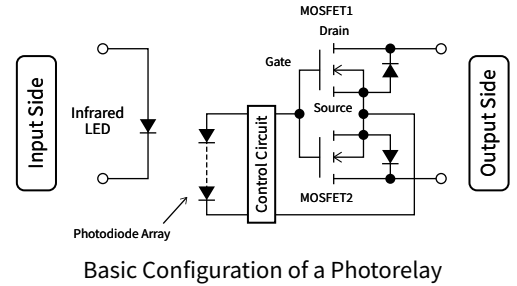 MOSFET1
Drain
Gate
Input Side
Infrared
LED
Source
Control Circuit
Output Side
MOSFET2
Photodiode Array
Basic Configuration of a Photorelay